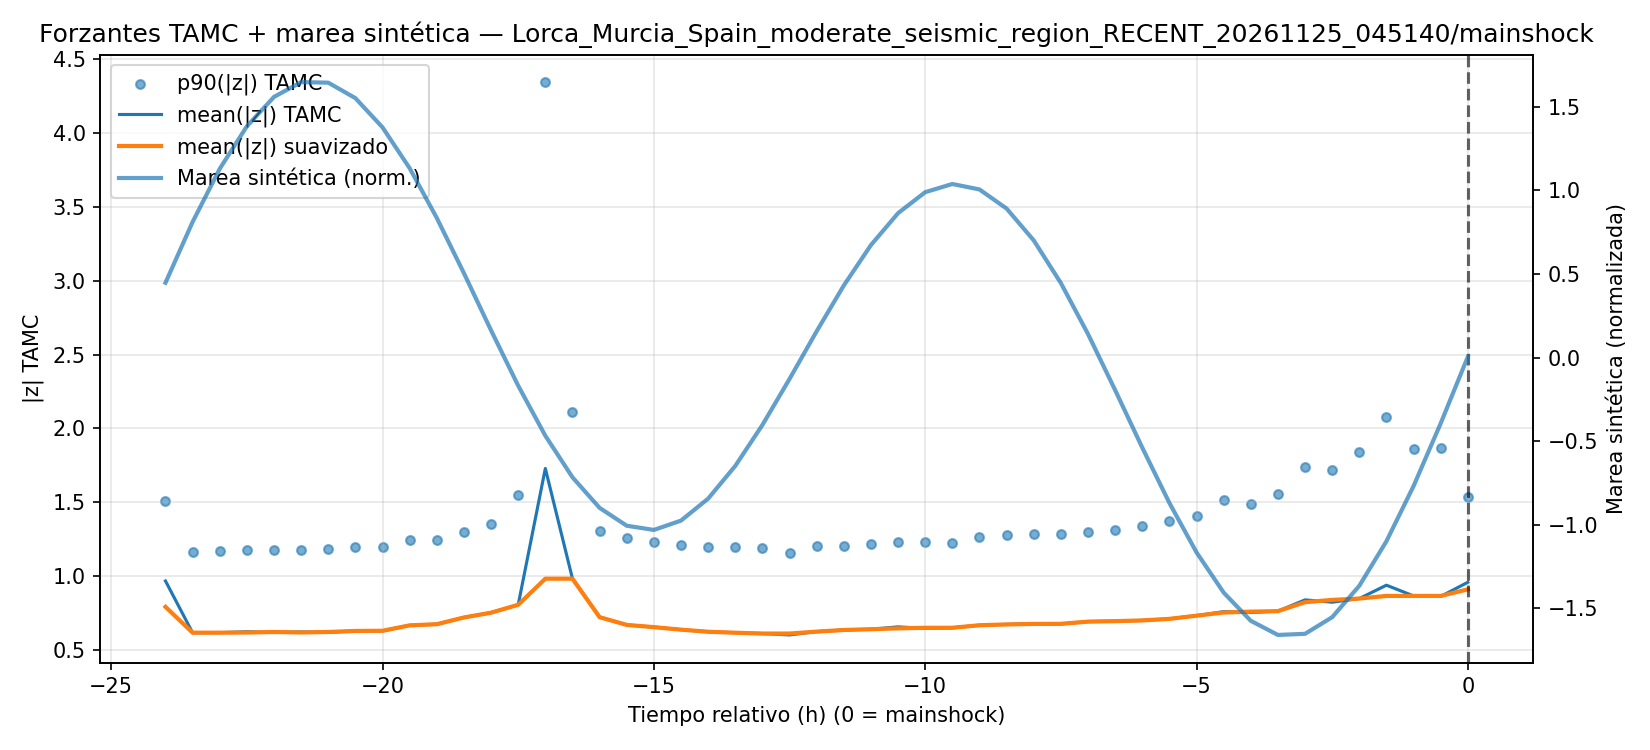 Forzantes TAMC + marea sintética — Lorca_Murcia_Spain_moderate_seismic_region_RECENT_20261125_045140/mainshock
p90(|z|) TAMC
mean(|z|) TAMC
mean(|z|) suavizado
Marea sintética (norm.)
|z| TAMC
4.5
4.0
3.5
3.0
2.5
2.0
1.5
1.0
0.5
1.5
1.0
0.5
0.0
−0.5
−1.0
−1.5
Marea sintética (normalizada)
−25
−20
−15
−10
−5
0
Tiempo relativo (h) (0 = mainshock)